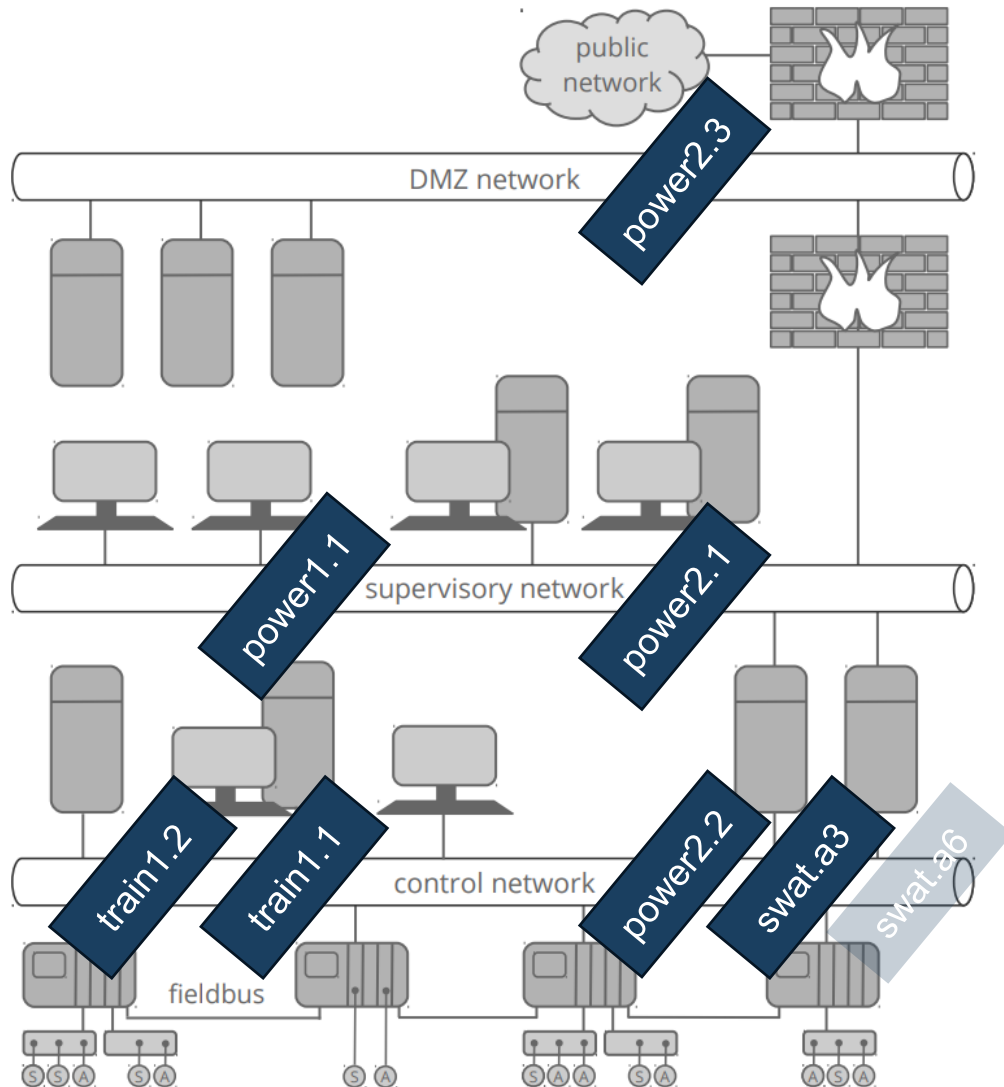 public
network
power2.3
DMZ network
power1.1
supervisory network
power2.1
train1.2
train1.1
control network
power2.2
swat.a3
swat.a6
fieldbus
S S A S A S A S A A S A A S A